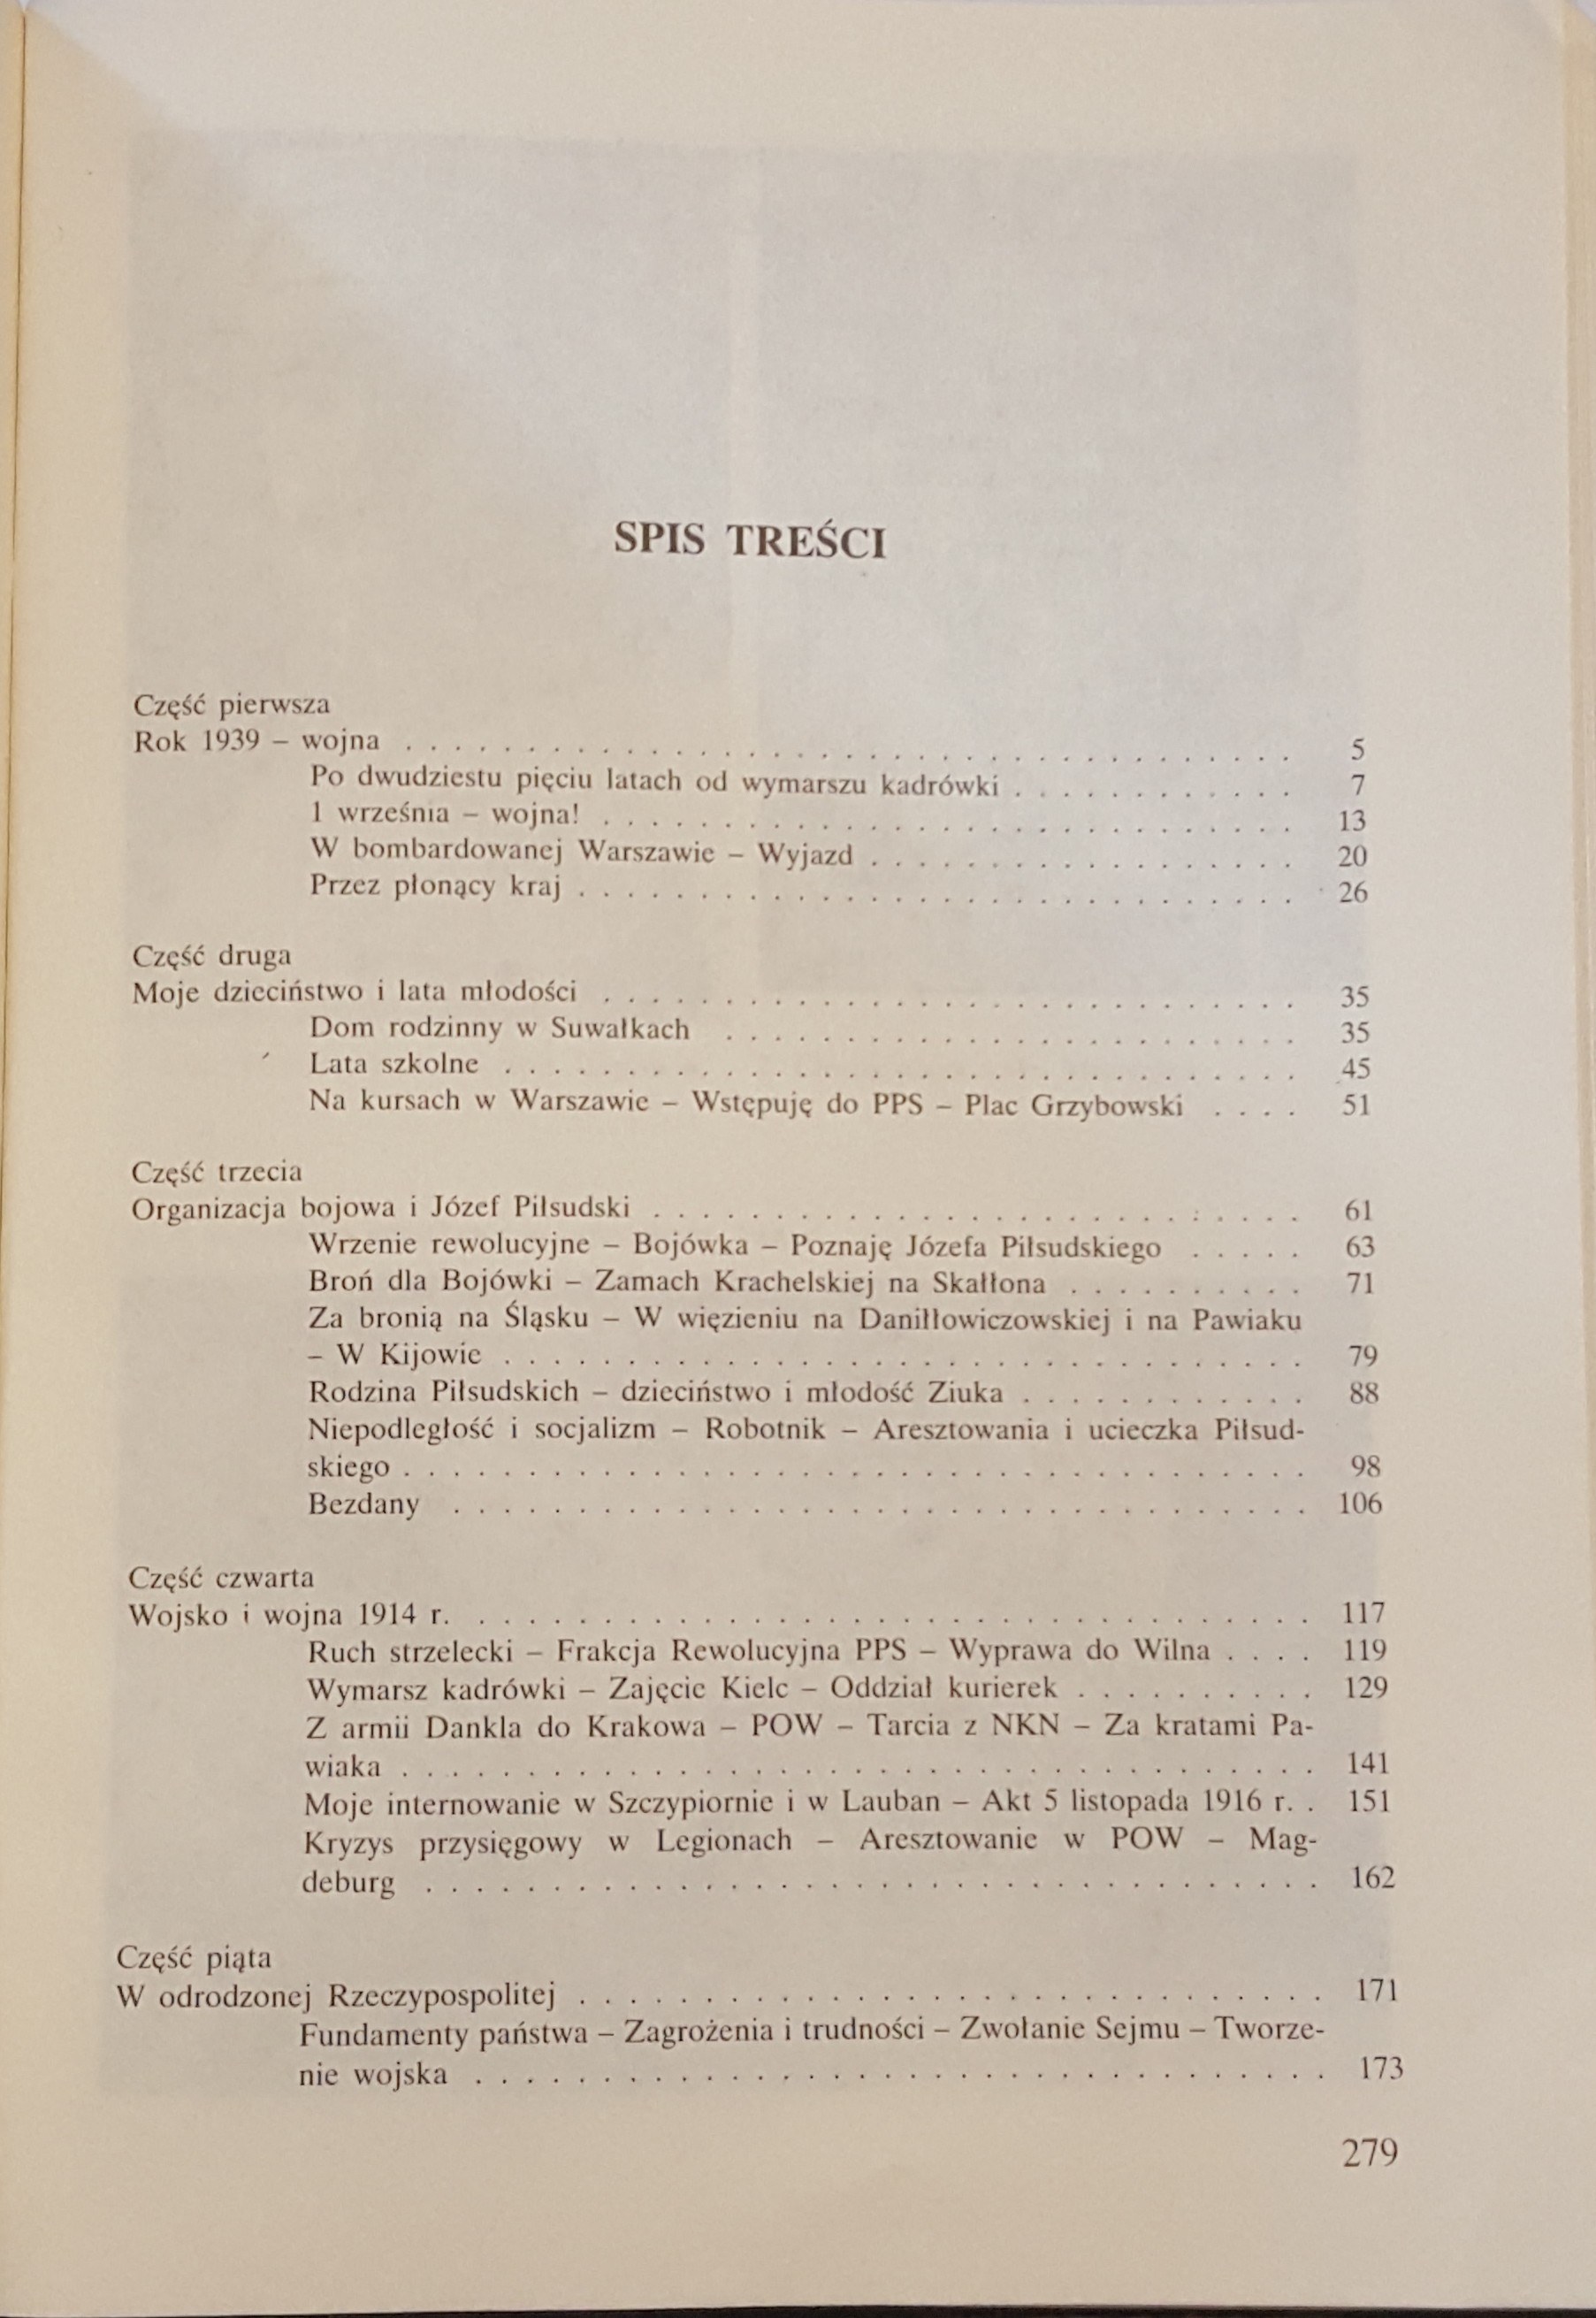 SPIS TREŚCI
Część pierwsza
Rok 1939 – wojna . . . . . . . . . . . . . . . . . . . . . . . . . . . . . . . . . . . . 5
Po dwudziestu pięciu latach od wymarszu kadrówki . . . . . . . . . . . . 7
1 września – wojna! . . . . . . . . . . . . . . . . . . . . . . . . . . . . 13
W bombardowanej Warszawie – Wyjazd . . . . . . . . . . . . . . . . . . 20
Przez płonący kraj . . . . . . . . . . . . . . . . . . . . . . . . . . . . . 26
Część druga
Moje dzieciństwo i lata młodości . . . . . . . . . . . . . . . . . . . . . . . . . . . . 35
Dom rodzinny w Suwałkach . . . . . . . . . . . . . . . . . . . . . . . 35
Lata szkolne . . . . . . . . . . . . . . . . . . . . . . . . . . . . . . . . 45
Na kursach w Warszawie – Wstępuję do PPS – Plac Grzybowski . . . . 51
Część trzecia
Organizacja bojowa i Józef Piłsudski . . . . . . . . . . . . . . . . . . . . . . . . . . 61
Wrzenie rewolucyjne – Bojówka – Poznaję Józefa Piłsudskiego . . . . . 63
Broń dla Bojówki – Zamach Krachelskiej na Skałłona . . . . . . . . . . 71
Za bronią na Śląsku – W więzieniu na Daniłłowiczowskiej i na Pawiaku
– W Kijowie . . . . . . . . . . . . . . . . . . . . . . . . . . . . . . . . 79
Rodzina Piłsudskich – dzieciństwo i młodość Ziuka . . . . . . . . . . . . 88
Niepodległość i socjalizm – Robotnik – Aresztowania i ucieczka Piłsud-
skiego . . . . . . . . . . . . . . . . . . . . . . . . . . . . . . . . . . . . 98
Bezdany . . . . . . . . . . . . . . . . . . . . . . . . . . . . . . . . . . 106
Część czwarta
Wojsko i wojna 1914 r. . . . . . . . . . . . . . . . . . . . . . . . . . . . . . . . . . 117
Ruch strzelecki – Frakcja Rewolucyjna PPS – Wyprawa do Wilna . . . . 119
Wymarsz kadrówki – Zajęcie Kielc – Oddział kurierek . . . . . . . . . . 129
Z armii Dankla do Krakowa – POW – Tarcia z NKN – Za kratami Pa-
wiaka . . . . . . . . . . . . . . . . . . . . . . . . . . . . . . . . . . . . 141
Moje internowanie w Szczypiornie i w Lauban – Akt 5 listopada 1916 r. . 151
Kryzys przysięgowy w Legionach – Aresztowanie w POW – Mag-
deburg . . . . . . . . . . . . . . . . . . . . . . . . . . . . . . . . . . . 162
Część piąta
W odrodzonej Rzeczypospolitej . . . . . . . . . . . . . . . . . . . . . . . . . . . . . . 171
Fundamenty państwa – Zagrożenia i trudności – Zwołanie Sejmu – Tworze-
nie wojska . . . . . . . . . . . . . . . . . . . . . . . . . . . . . . . . . . 173
279